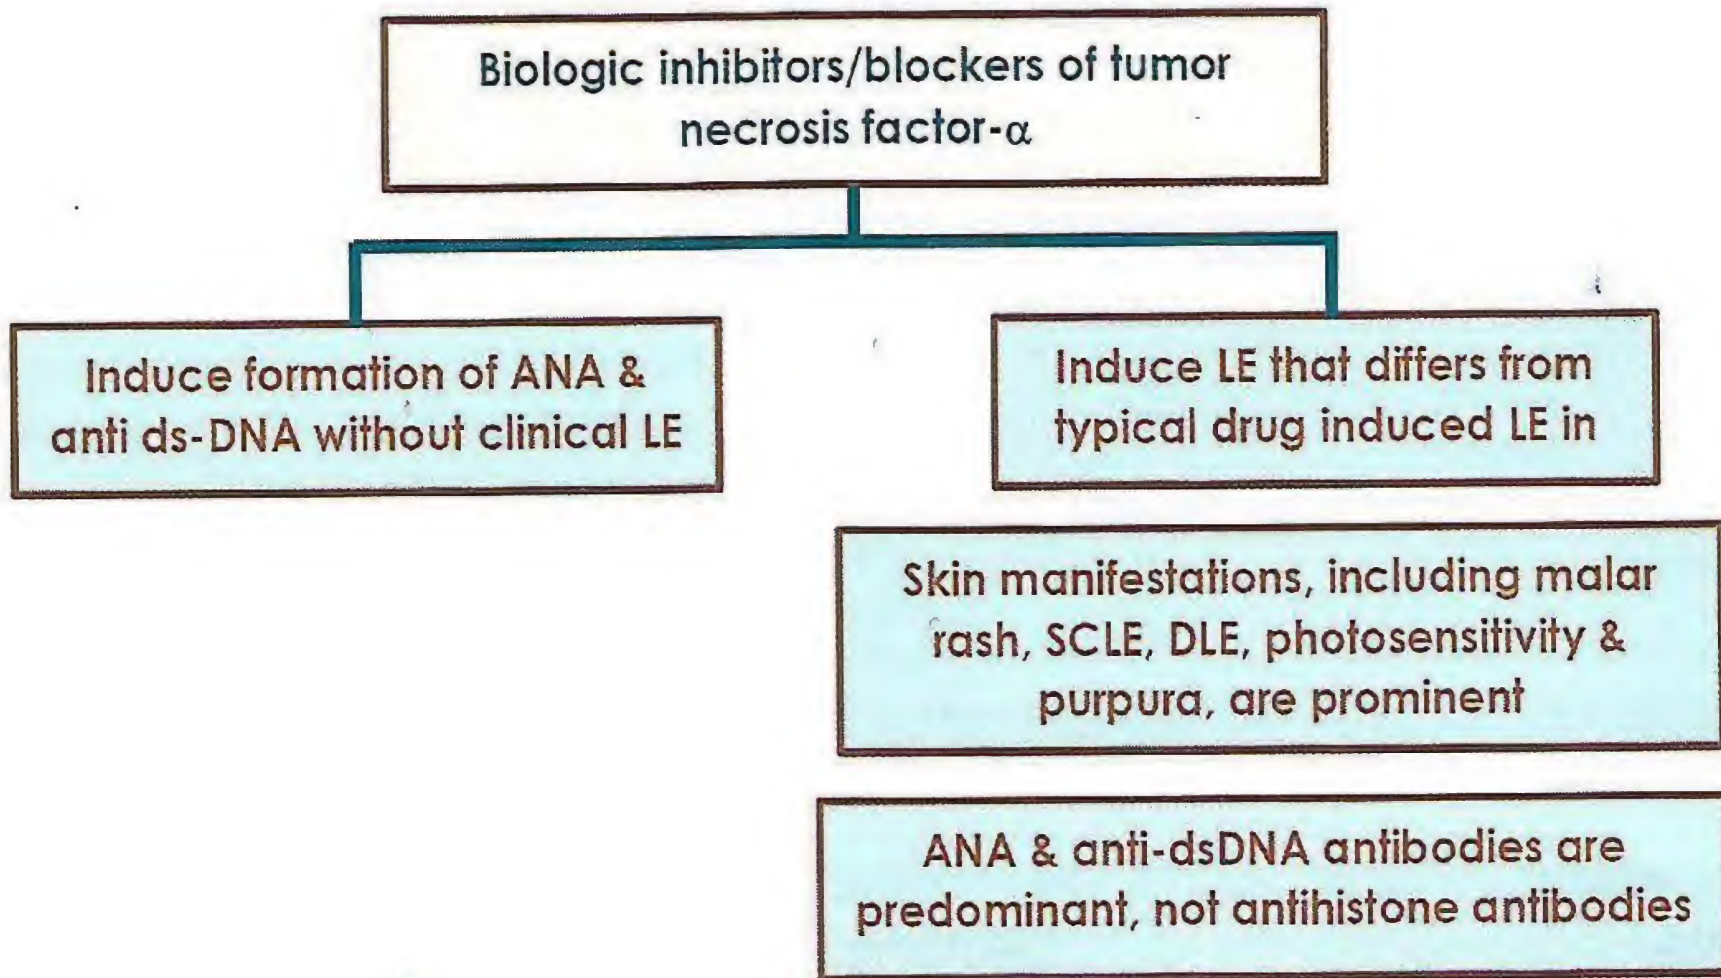 Biologic inhibitors/blockers of tumor
necrosis factor-α
Induce formation of ANA &
anti ds-DNA without clinical LE
Induce LE that differs from
typical drug induced LE in
Skin manifestations, including malar
rash, SCLE, DLE, photosensitivity &
purpura, are prominent
ANA & anti-dsDNA antibodies are
predominant, not antihistone antibodies